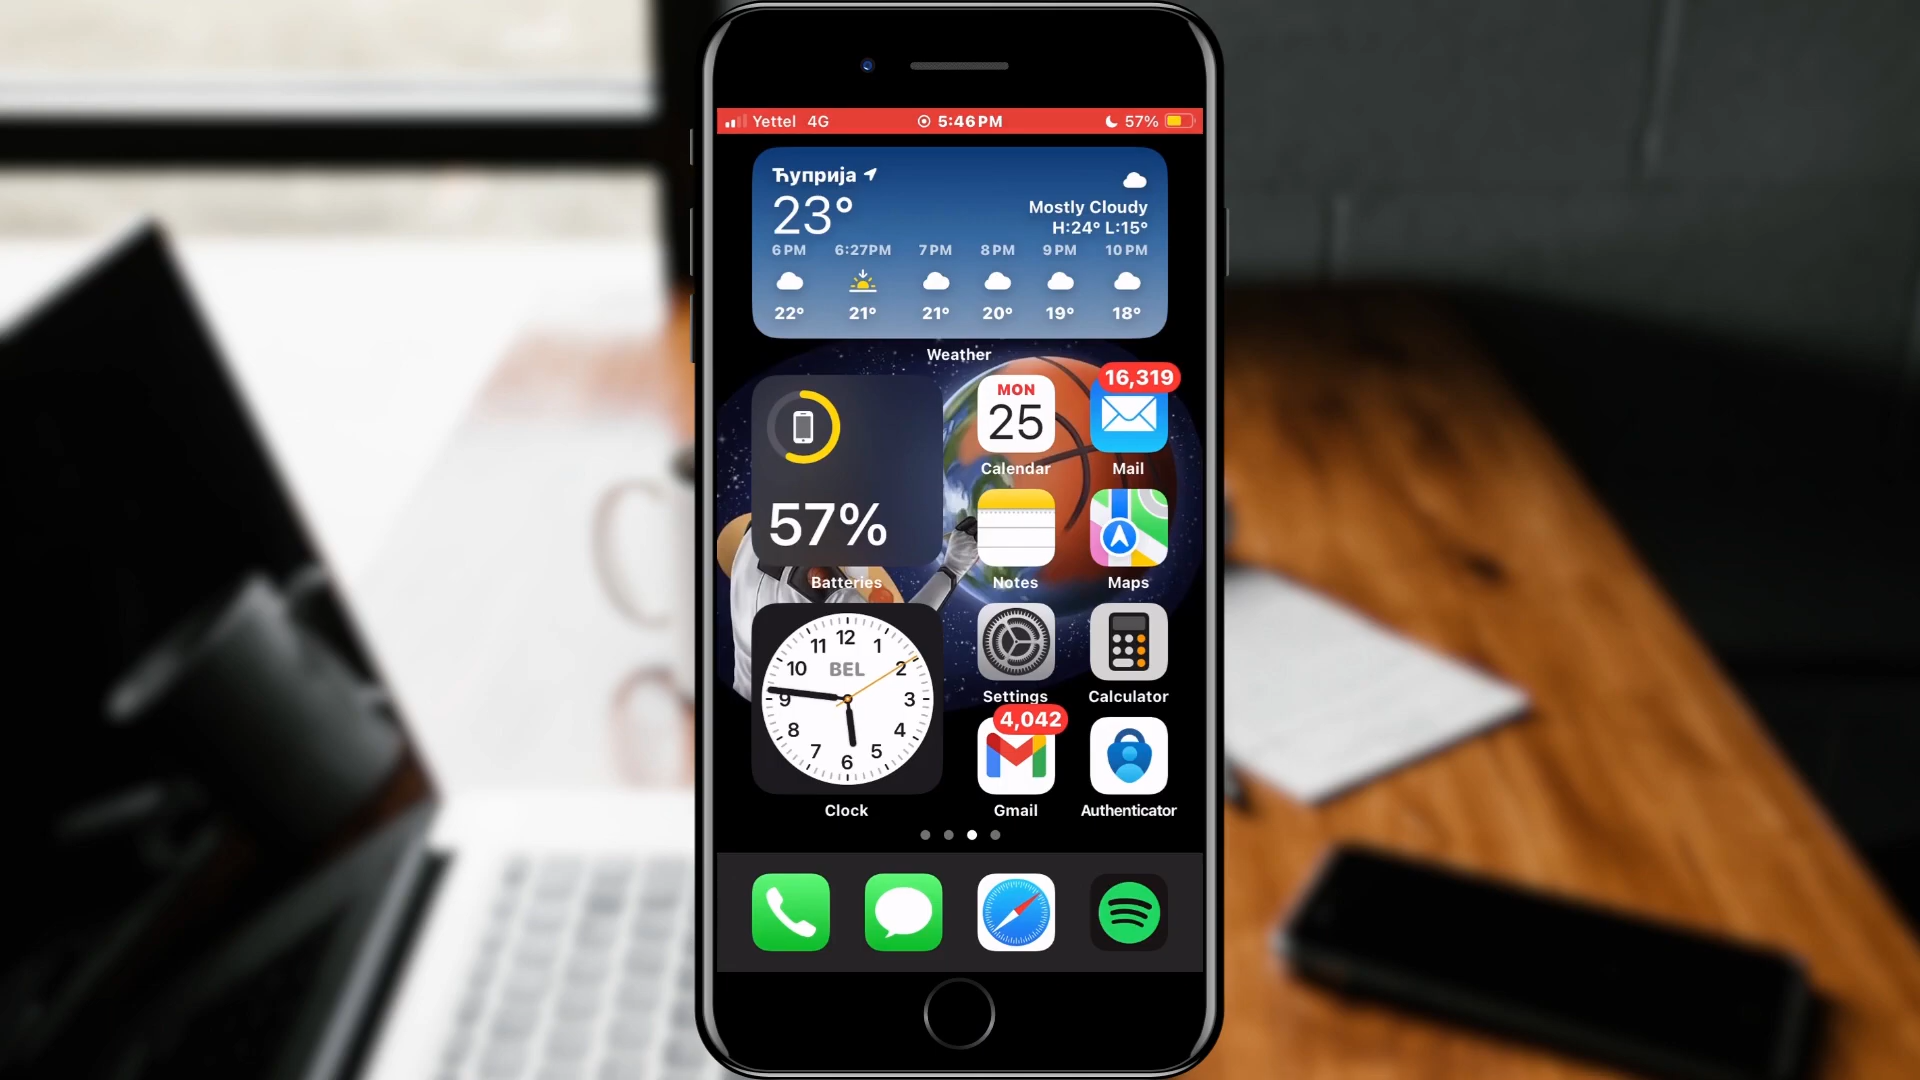 Yettel 4G 5:46 PM 57%
Ћуприја
23°
Mostly Cloudy
H:24° L:15°
6 PM 6:27PM 7 PM 8 PM 9 PM 10 PM
22° 21° 21° 20° 19° 18°
Weather
57%
Batteries
MON
25
Calendar
16,319
Mail
Notes
Maps
12
11 1
10 BEL 2
9 3
8 4
7 5
6
Clock
Settings
Calculator
4,042
Gmail
Authenticator